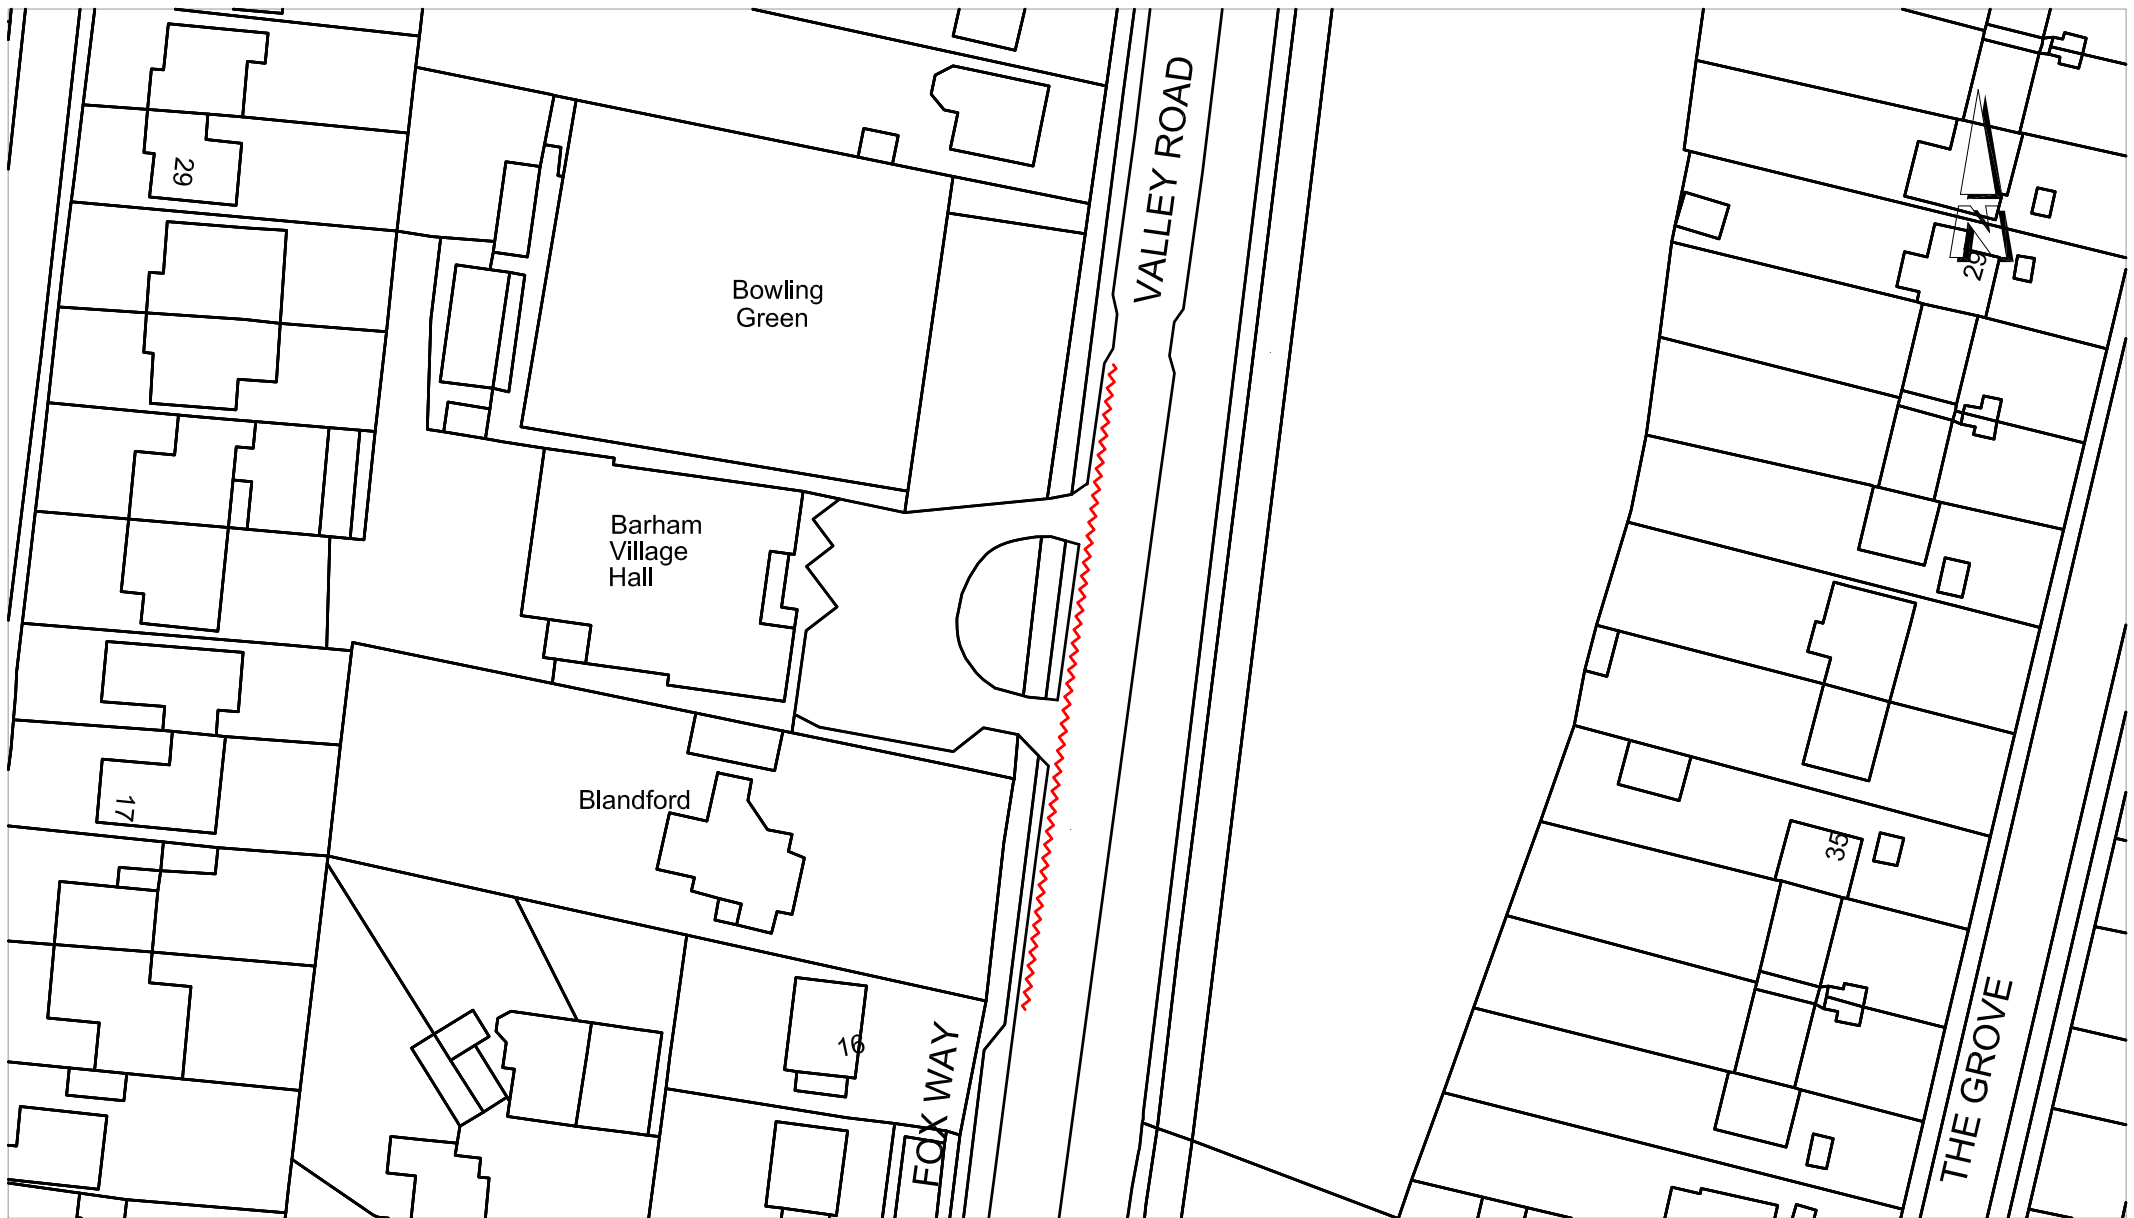 VALLEY ROAD
29
N
29
Bowling
Green
Barham
Village
Hall
Blandford
17
35
16
FOX WAY
THE GROVE